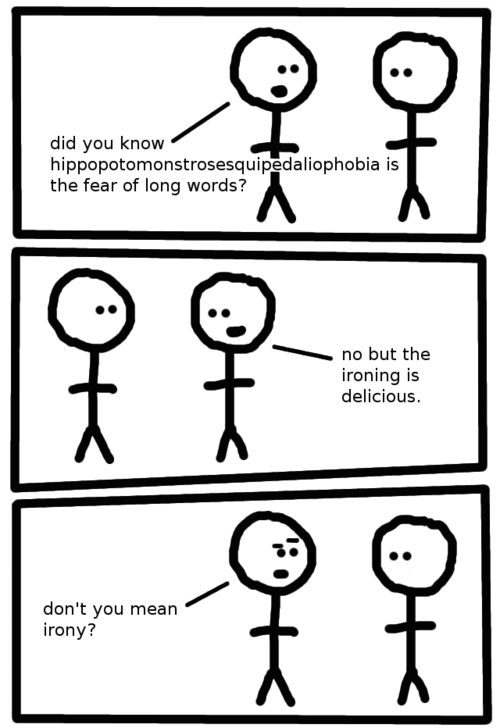 did you know
hippopotomonstrosesquipedaliophobia is
the fear of long words?
no but the
ironing is
delicious.
don't you mean
irony?